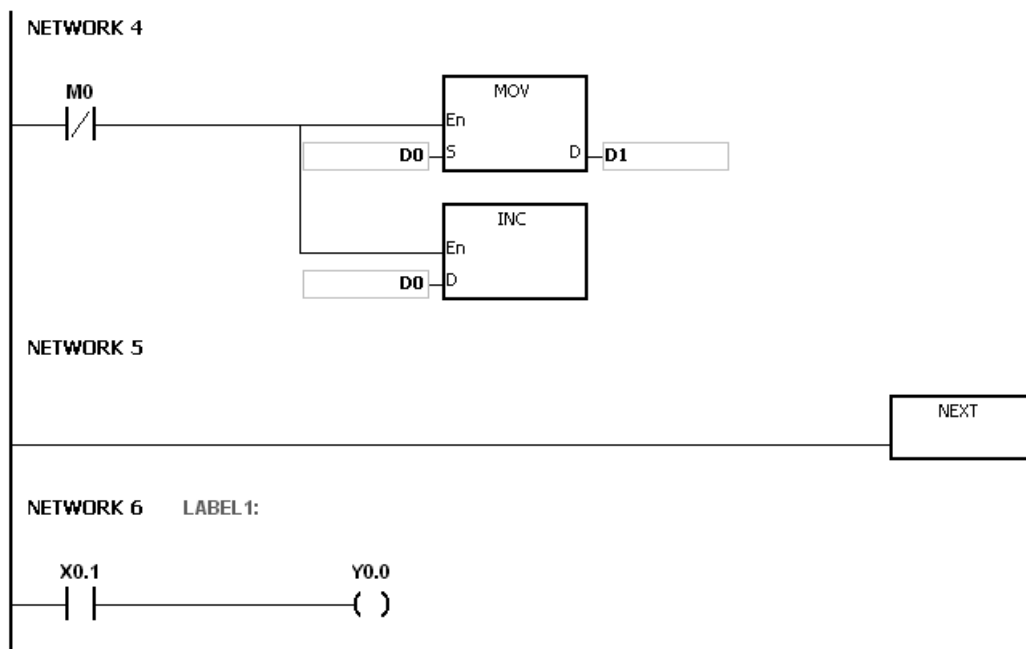 NETWORK 4
M0
MOV
En
D0 S D D1
INC
En
D0 D
NETWORK 5
NEXT
NETWORK 6 LABEL1:
X0.1 Y0.0